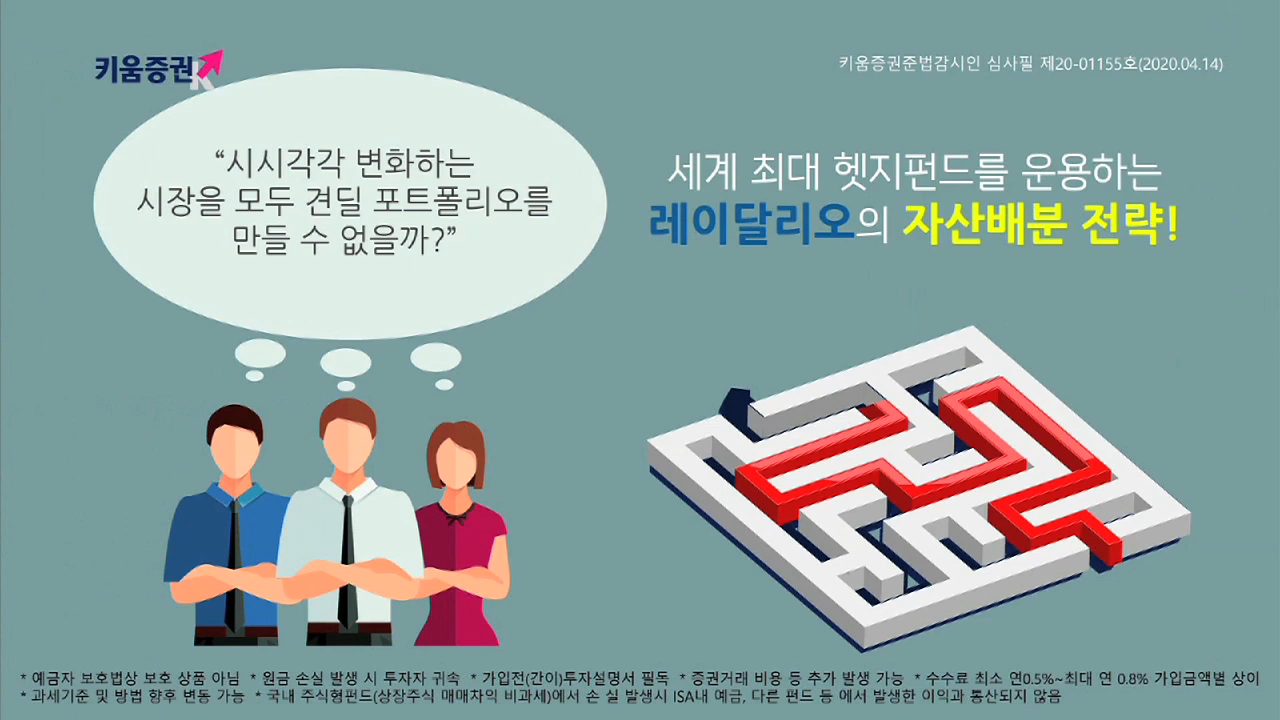 키움증권
키움증권준법감시인 심사필 제20-01155호(2020.04.14)
“시시각각 변화하는
시장을 모두 견딜 포트폴리오를
만들 수 없을까?”
세계 최대 헷지펀드를 운용하는
레이달리오의 자산배분 전략!
* 예금자 보호법상 보호 상품 아님 * 원금 손실 발생 시 투자자 귀속 * 가입전(간이)투자설명서 필독 * 증권거래 비용 등 추가 발생 가능 * 수수료 최소 연0.5%~최대 연 0.8% 가입금액별 상이
* 과세기준 및 방법 향후 변동 가능 * 국내 주식형펀드(상장주식 매매차익 비과세)에서 손 실 발생시 ISA내 예금, 다른 펀드 등 에서 발생한 이익과 통산되지 않음